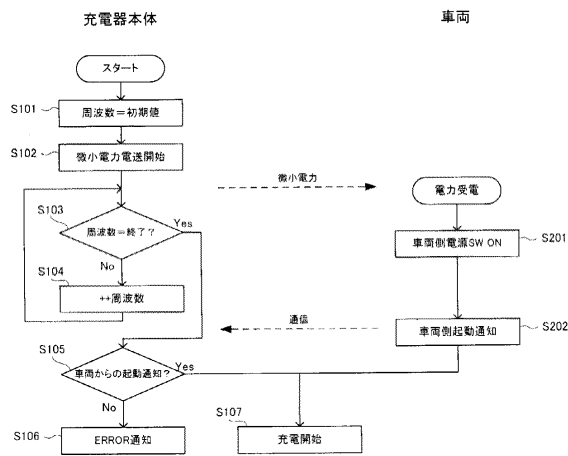 充電器本体
車両
スタート
S101
周波数＝初期値
S102
微小電力電送開始
微小電力
電力受電
S103
周波数＝終了？
Yes
No
車両側電源SW ON
S201
S104
++周波数
通信
車両側起動通知
S202
S105
車両からの起動通知？
Yes
No
S106
ERROR通知
S107
充電開始